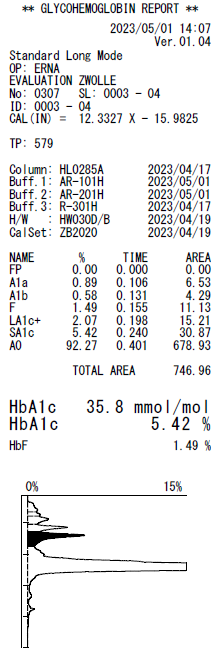 ** GLYCOHEMOGLOBIN REPORT **
2023/05/01 14:07
Ver.01.04
Standard Long Mode
OP: ERNA
EVALUATION ZWOLLE
No: 0307 SL: 0003 - 04
ID: 0003 - 04
CAL(IN) = 12.3327 X - 15.9825
TP: 579
Column: HL0285A 2023/04/17
Buff.1: AR-101H 2023/05/01
Buff.2: AR-201H 2023/05/01
Buff.3: R-301H 2023/04/17
H/W : HW030D/B 2023/04/19
CalSet: ZB2020 2023/04/19
NAME % TIME AREA
FP 0.00 0.000 0.00
A1a 0.89 0.106 6.53
A1b 0.58 0.131 4.29
F 1.49 0.155 11.13
LA1c+ 2.07 0.198 15.21
SA1c 5.42 0.240 30.87
A0 92.27 0.401 678.93
TOTAL AREA 746.96
HbA1c 35.8 mmol/mol
HbA1c 5.42 %
HbF 1.49 %
0% 15%